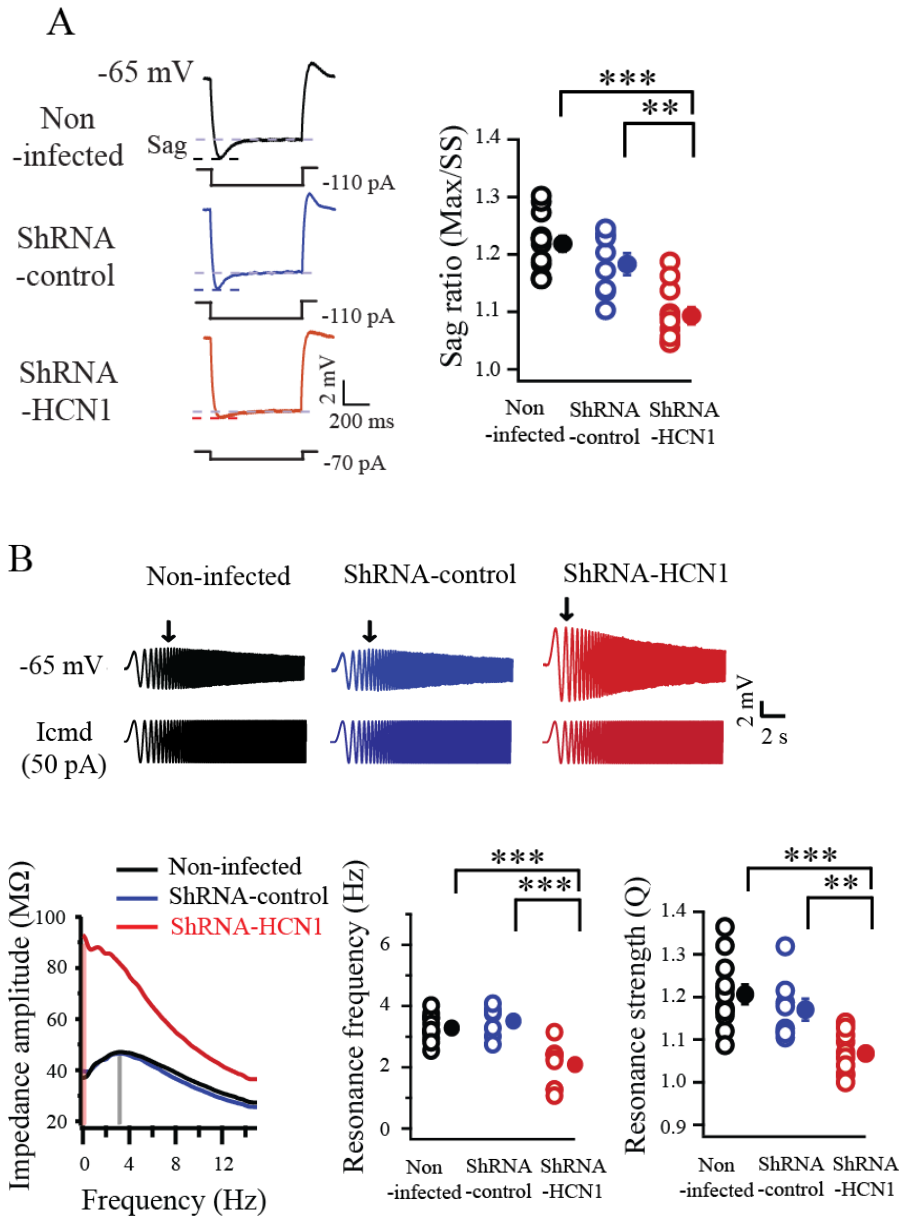 A
-65 mV
Non
-infected
Sag
-110 pA
ShRNA
-control
-110 pA
ShRNA
-HCN1
2 mV
200 ms
-70 pA
***
**
Sag ratio (Max/SS)
1.4
1.3
1.2
1.1
1.0
Non
-infected
ShRNA
-control
ShRNA
-HCN1
B
Non-infected
ShRNA-control
ShRNA-HCN1
-65 mV
Icmd
(50 pA)
2 mV
2 s
Non-infected
ShRNA-control
ShRNA-HCN1
Impedance amplitude (MΩ)
100
80
60
40
20
0
4
8
12
Frequency (Hz)
***
***
Resonance frequency (Hz)
6
4
2
0
Non
-infected
ShRNA
-control
ShRNA
-HCN1
***
**
Resonance strength (Q)
1.4
1.3
1.2
1.1
1.0
0.9
Non
-infected
ShRNA
-control
ShRNA
-HCN1